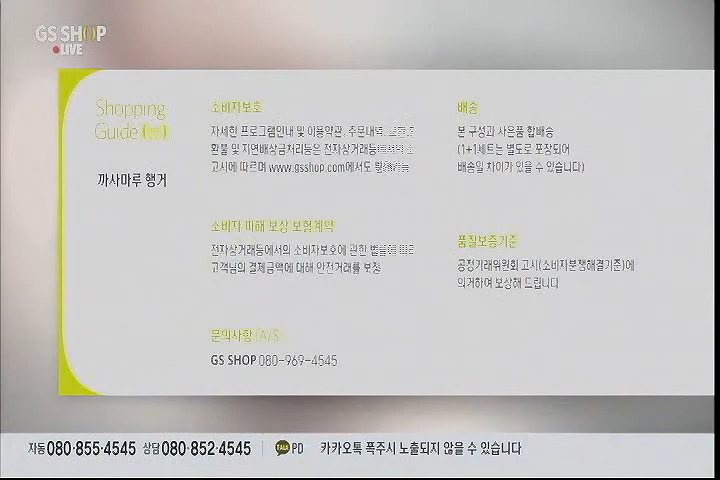 GS SHOP
LIVE
Shopping
Guide
까사마루 행거
소비자보호
자세한 프로그램안내 및 이용약관, 주문내역,
환불 및 지연배상금처리등은 전자상거래등
고시에 따르며 www.gsshop.com에서도
소비자 피해 보상 보험계약
전자상거래등에서의 소비자보호에 관한
고객님의 결제금액에 대해 안전거래를 보장
문의사항(A/S)
GS SHOP 080-969-4545
배송
본 구성과 사은품 합배송
(1+1세트는 별도로 포장되어
배송일 차이가 있을 수 있습니다)
품질보증기준
공정거래위원회 고시(소비자분쟁해결기준)에
의거하여 보상해 드립니다
자동 080·855·4545 상담 080·852·4545 TALK PD 카카오톡 폭주시 노출되지 않을 수 있습니다